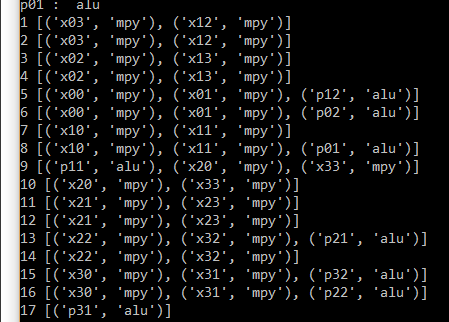 p01 :  alu
1 [('x03', 'mpy'), ('x12', 'mpy')]
2 [('x03', 'mpy'), ('x12', 'mpy')]
3 [('x02', 'mpy'), ('x13', 'mpy')]
4 [('x02', 'mpy'), ('x13', 'mpy')]
5 [('x00', 'mpy'), ('x01', 'mpy'), ('p12', 'alu')]
6 [('x00', 'mpy'), ('x01', 'mpy'), ('p02', 'alu')]
7 [('x10', 'mpy'), ('x11', 'mpy')]
8 [('x10', 'mpy'), ('x11', 'mpy'), ('p01', 'alu')]
9 [('p11', 'alu'), ('x20', 'mpy'), ('x33', 'mpy')]
10 [('x20', 'mpy'), ('x33', 'mpy')]
11 [('x21', 'mpy'), ('x23', 'mpy')]
12 [('x21', 'mpy'), ('x23', 'mpy')]
13 [('x22', 'mpy'), ('x32', 'mpy'), ('p21', 'alu')]
14 [('x22', 'mpy'), ('x32', 'mpy')]
15 [('x30', 'mpy'), ('x31', 'mpy'), ('p32', 'alu')]
16 [('x30', 'mpy'), ('x31', 'mpy'), ('p22', 'alu')]
17 [('p31', 'alu')]